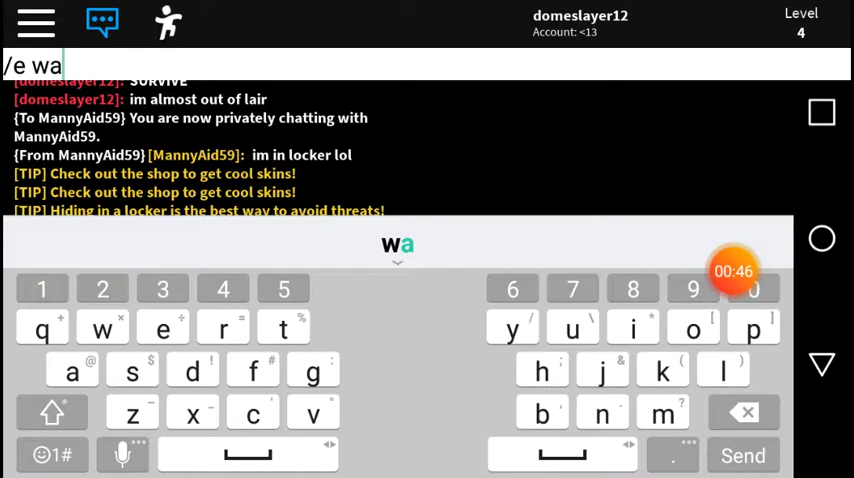 domeslayer12
Account: <13
Level
4
/e wa
[domeslayer12]: SURVIVE
[domeslayer12]: im almost out of lair
{To MannyAid59} You are now privately chatting with
MannyAid59.
{From MannyAid59} [MannyAid59]: im in locker lol
[TIP] Check out the shop to get cool skins!
[TIP] Check out the shop to get cool skins!
[TIP] Hiding in a locker is the best way to avoid threats!
wa
00:46
1 2 3 4 5 6 7 8 9 0
q + w × e ÷ r = t % y / u \ i * o [ p ]
a @ s $ d ! f # g : h ; j & k ( l )
z - x _ c ' v " b , n . m ?
1# . Send